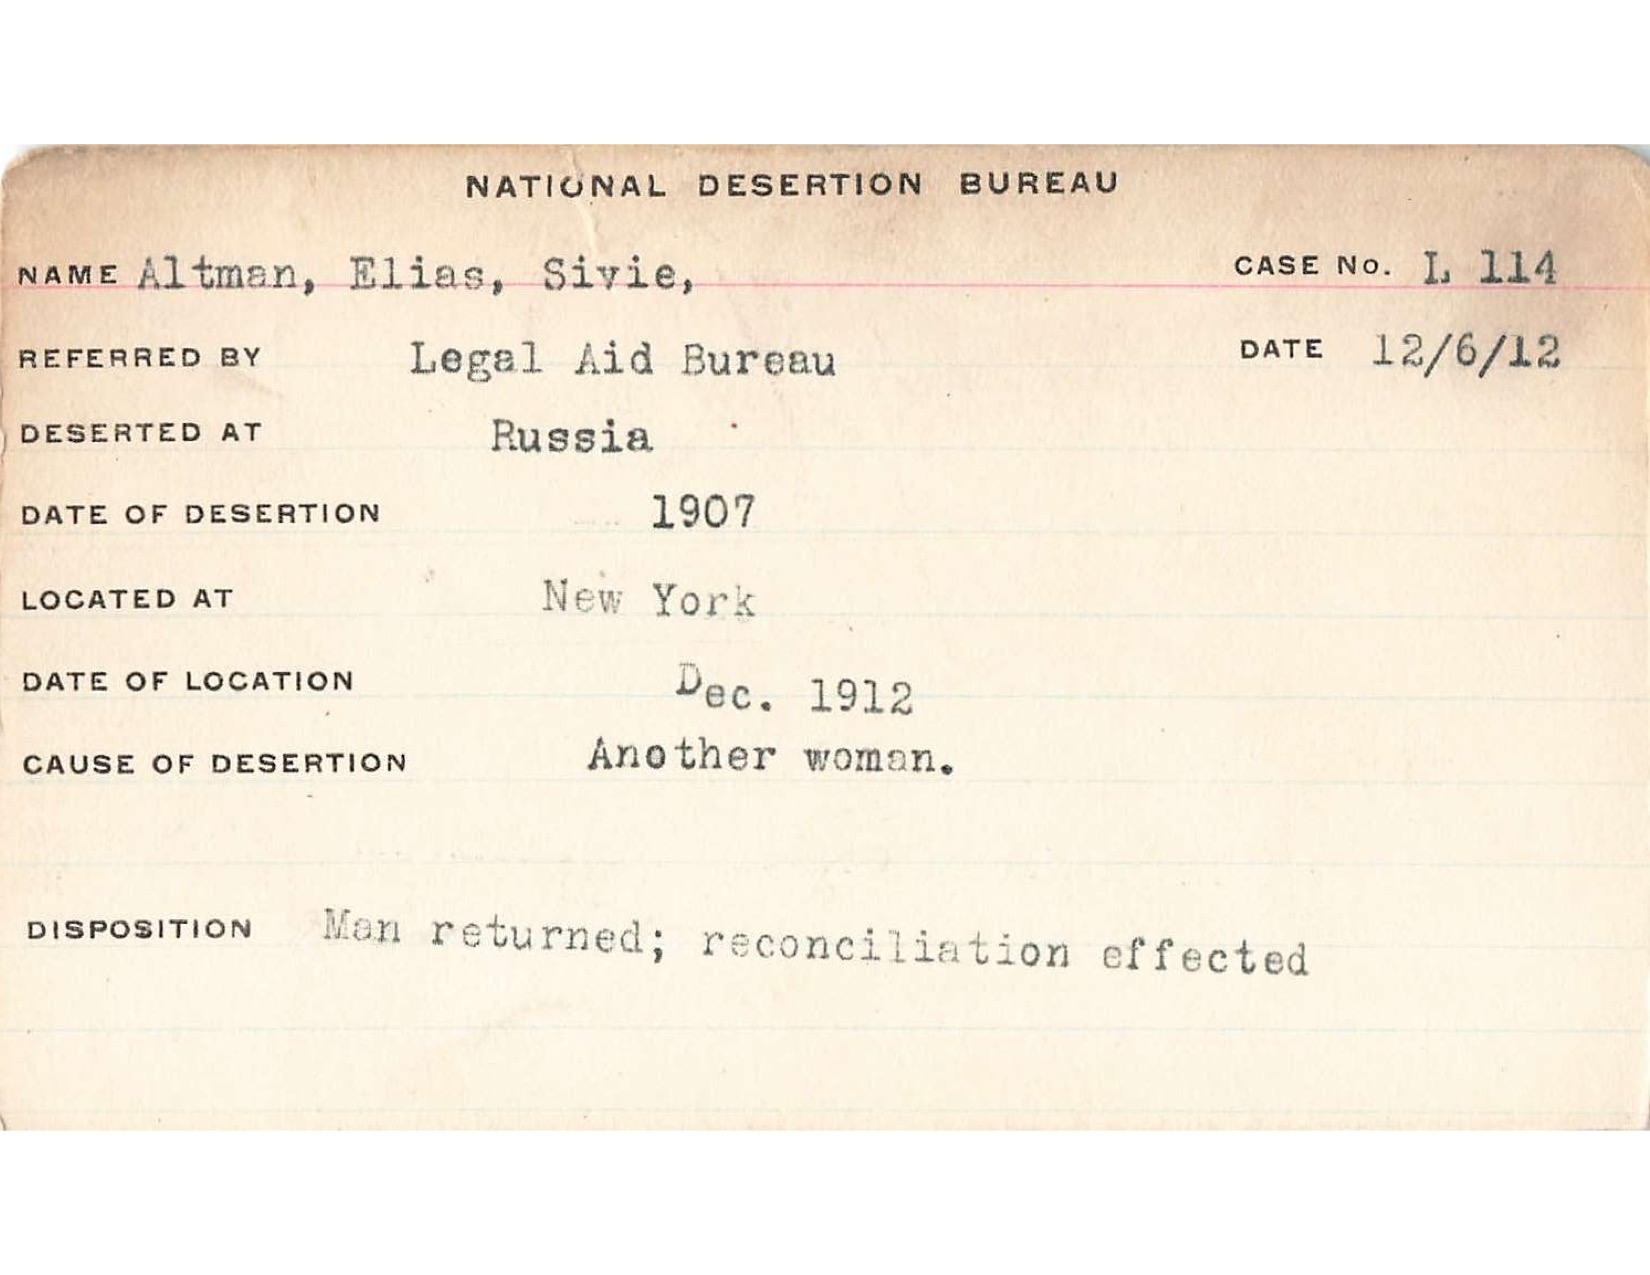 NATIONAL DESERTION BUREAU
NAME Altman, Elias, Sivie, CASE No. L 114
REFERRED BY Legal Aid Bureau DATE 12/6/12
DESERTED AT Russia
DATE OF DESERTION 1907
LOCATED AT New York
DATE OF LOCATION Dec. 1912
CAUSE OF DESERTION Another woman.
DISPOSITION Man returned; reconciliation effected